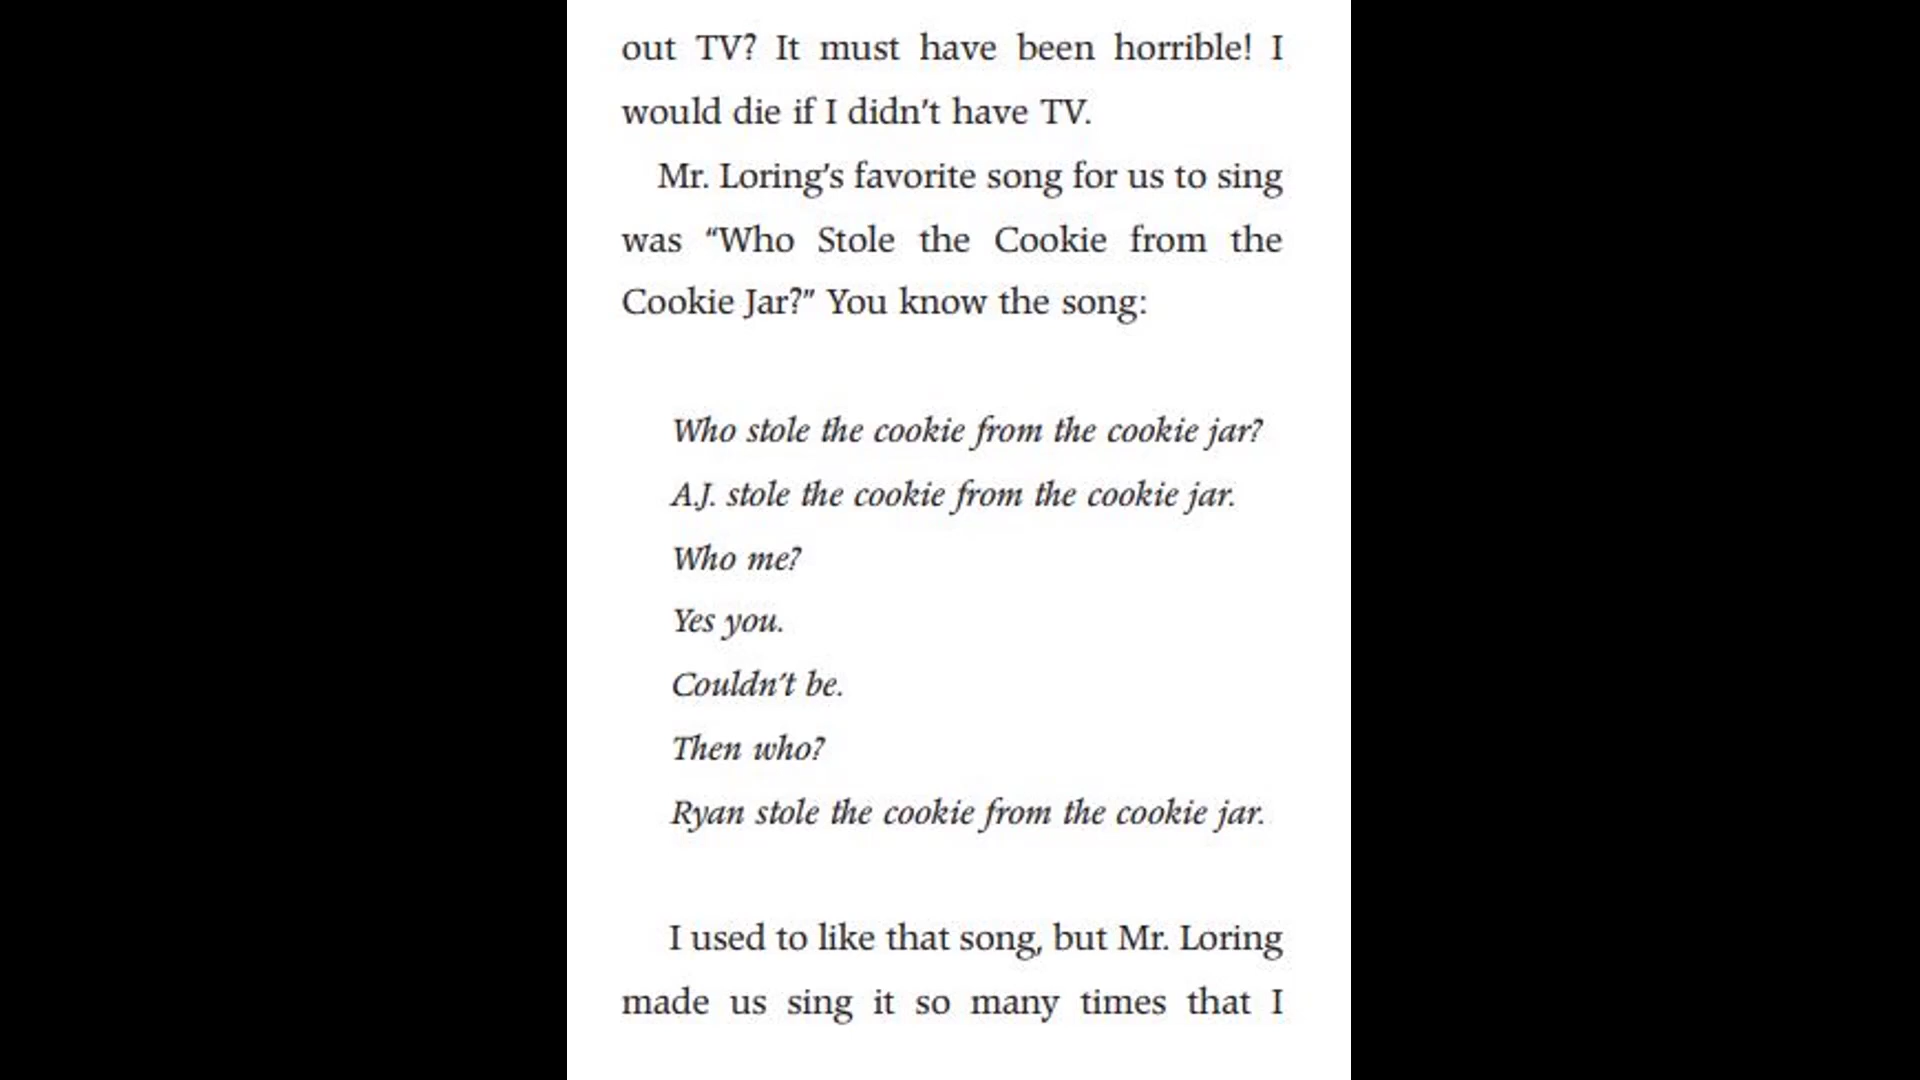 out TV? It must have been horrible! I
would die if I didn't have TV.
Mr. Loring's favorite song for us to sing
was “Who Stole the Cookie from the
Cookie Jar?” You know the song:
Who stole the cookie from the cookie jar?
A.J. stole the cookie from the cookie jar.
Who me?
Yes you.
Couldn't be.
Then who?
Ryan stole the cookie from the cookie jar.
I used to like that song, but Mr. Loring
made us sing it so many times that I